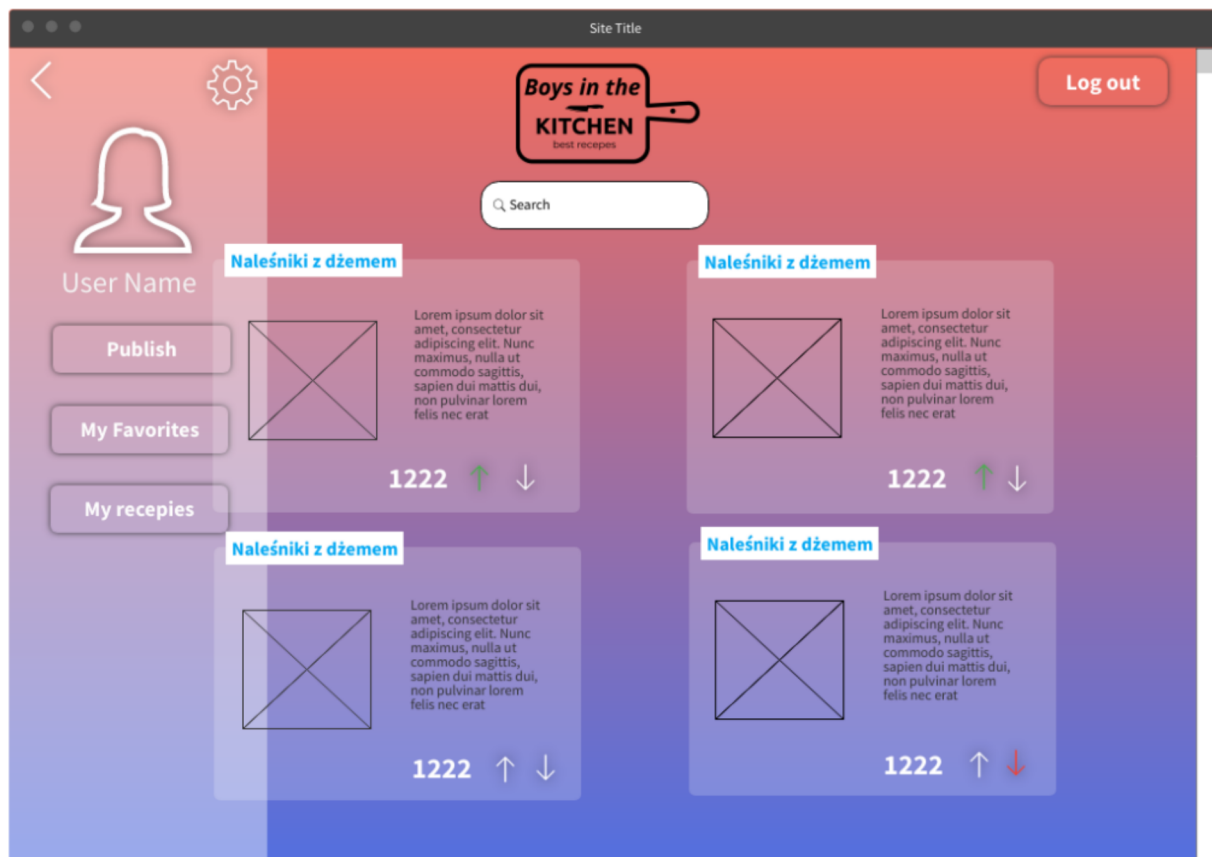 Site Title
Log out
Boys in the
KITCHEN
best recepes
Search
User Name
Publish
My Favorites
My recepies
Naleśniki z dżemem
Lorem ipsum dolor sit
amet, consectetur
adipiscing elit. Nunc
maximus, nulla ut
commodo sagittis,
sapien dui mattis dui,
non pulvinar lorem
felis nec erat
1222
Naleśniki z dżemem
Lorem ipsum dolor sit
amet, consectetur
adipiscing elit. Nunc
maximus, nulla ut
commodo sagittis,
sapien dui mattis dui,
non pulvinar lorem
felis nec erat
1222
Naleśniki z dżemem
Lorem ipsum dolor sit
amet, consectetur
adipiscing elit. Nunc
maximus, nulla ut
commodo sagittis,
sapien dui mattis dui,
non pulvinar lorem
felis nec erat
1222
Naleśniki z dżemem
Lorem ipsum dolor sit
amet, consectetur
adipiscing elit. Nunc
maximus, nulla ut
commodo sagittis,
sapien dui mattis dui,
non pulvinar lorem
felis nec erat
1222